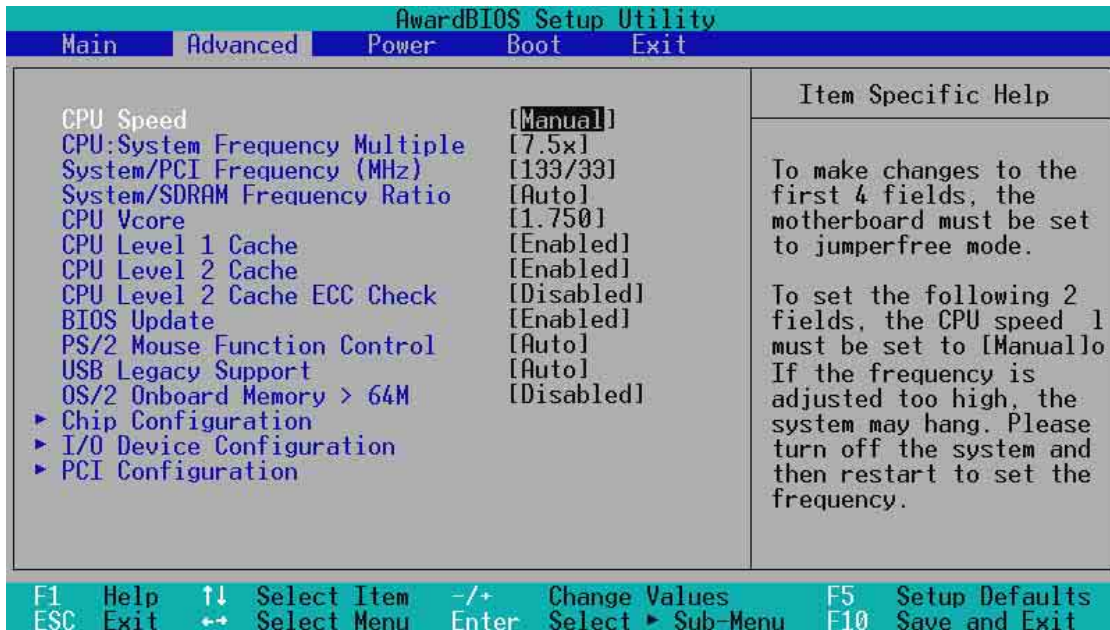 AwardBIOS Setup Utility
Main Advanced Power Boot Exit
CPU Speed [Manual]
CPU:System Frequency Multiple [7.5x]
System/PCI Frequency (MHz) [133/33]
System/SDRAM Frequency Ratio [Auto]
CPU Vcore [1.750]
CPU Level 1 Cache [Enabled]
CPU Level 2 Cache [Enabled]
CPU Level 2 Cache ECC Check [Disabled]
BIOS Update [Enabled]
PS/2 Mouse Function Control [Auto]
USB Legacy Support [Auto]
OS/2 Onboard Memory > 64M [Disabled]
► Chip Configuration
► I/O Device Configuration
► PCI Configuration
Item Specific Help
To make changes to the
first 4 fields, the
motherboard must be set
to jumperfree mode.
To set the following 2
fields, the CPU speed l
must be set to [Manual]o
If the frequency is
adjusted too high, the
system may hang. Please
turn off the system and
then restart to set the
frequency.
F1 Help ↑↓ Select Item -/+ Change Values F5 Setup Defaults
ESC Exit ←→ Select Menu Enter Select ► Sub-Menu F10 Save and Exit